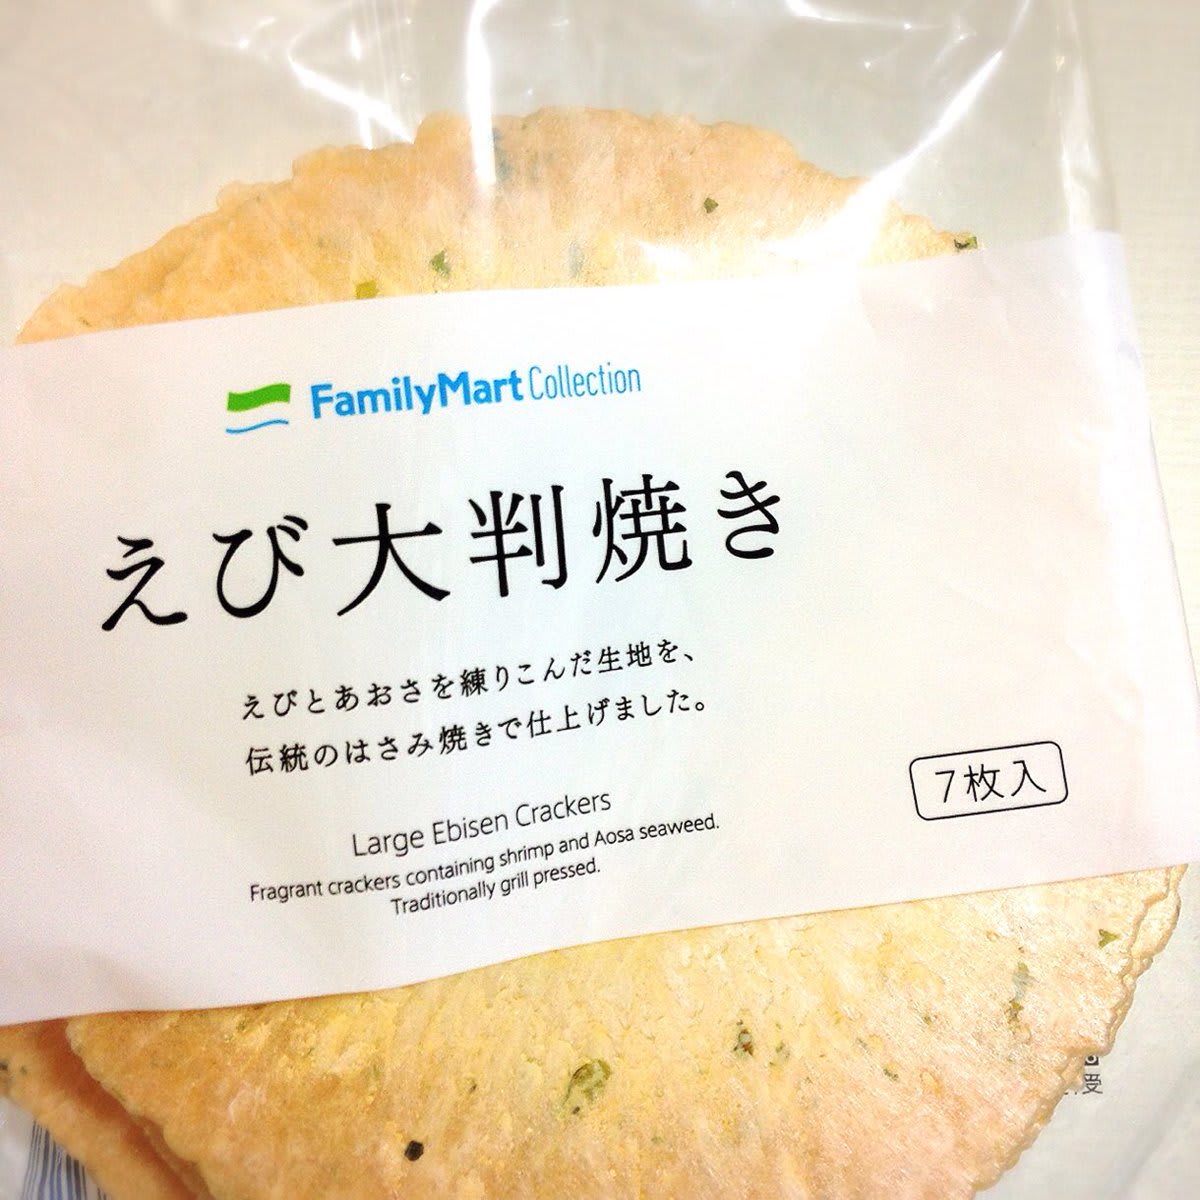 FamilyMart Collection
えび大判焼き
えびとあおさを練りこんだ生地を、
伝統のはさみ焼きで仕上げました。
7枚入
Large Ebisen Crackers
Fragrant crackers containing shrimp and Aosa seaweed.
Traditionally grill pressed.